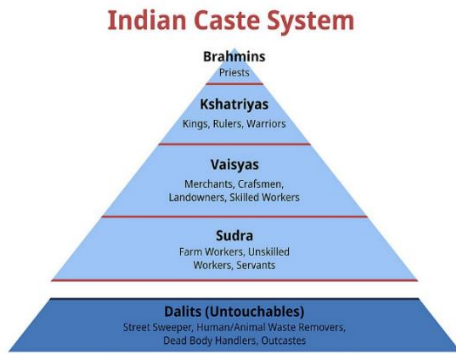 Indian Caste System
Brahmins
Priests
Kshatriyas
Kings, Rulers, Warriors
Vaisyas
Merchants, Crafsmen,
Landowners, Skilled Workers
Sudra
Farm Workers, Unskilled
Workers, Servants
Dalits (Untouchables)
Street Sweeper, Human/Animal Waste Removers,
Dead Body Handlers, Outcastes